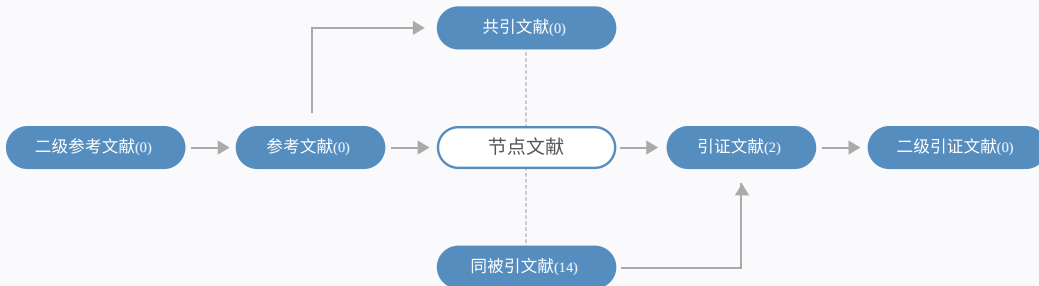 共引文献(0)
二级参考文献(0)
参考文献(0)
节点文献
引证文献(2)
二级引证文献(0)
同被引文献(14)